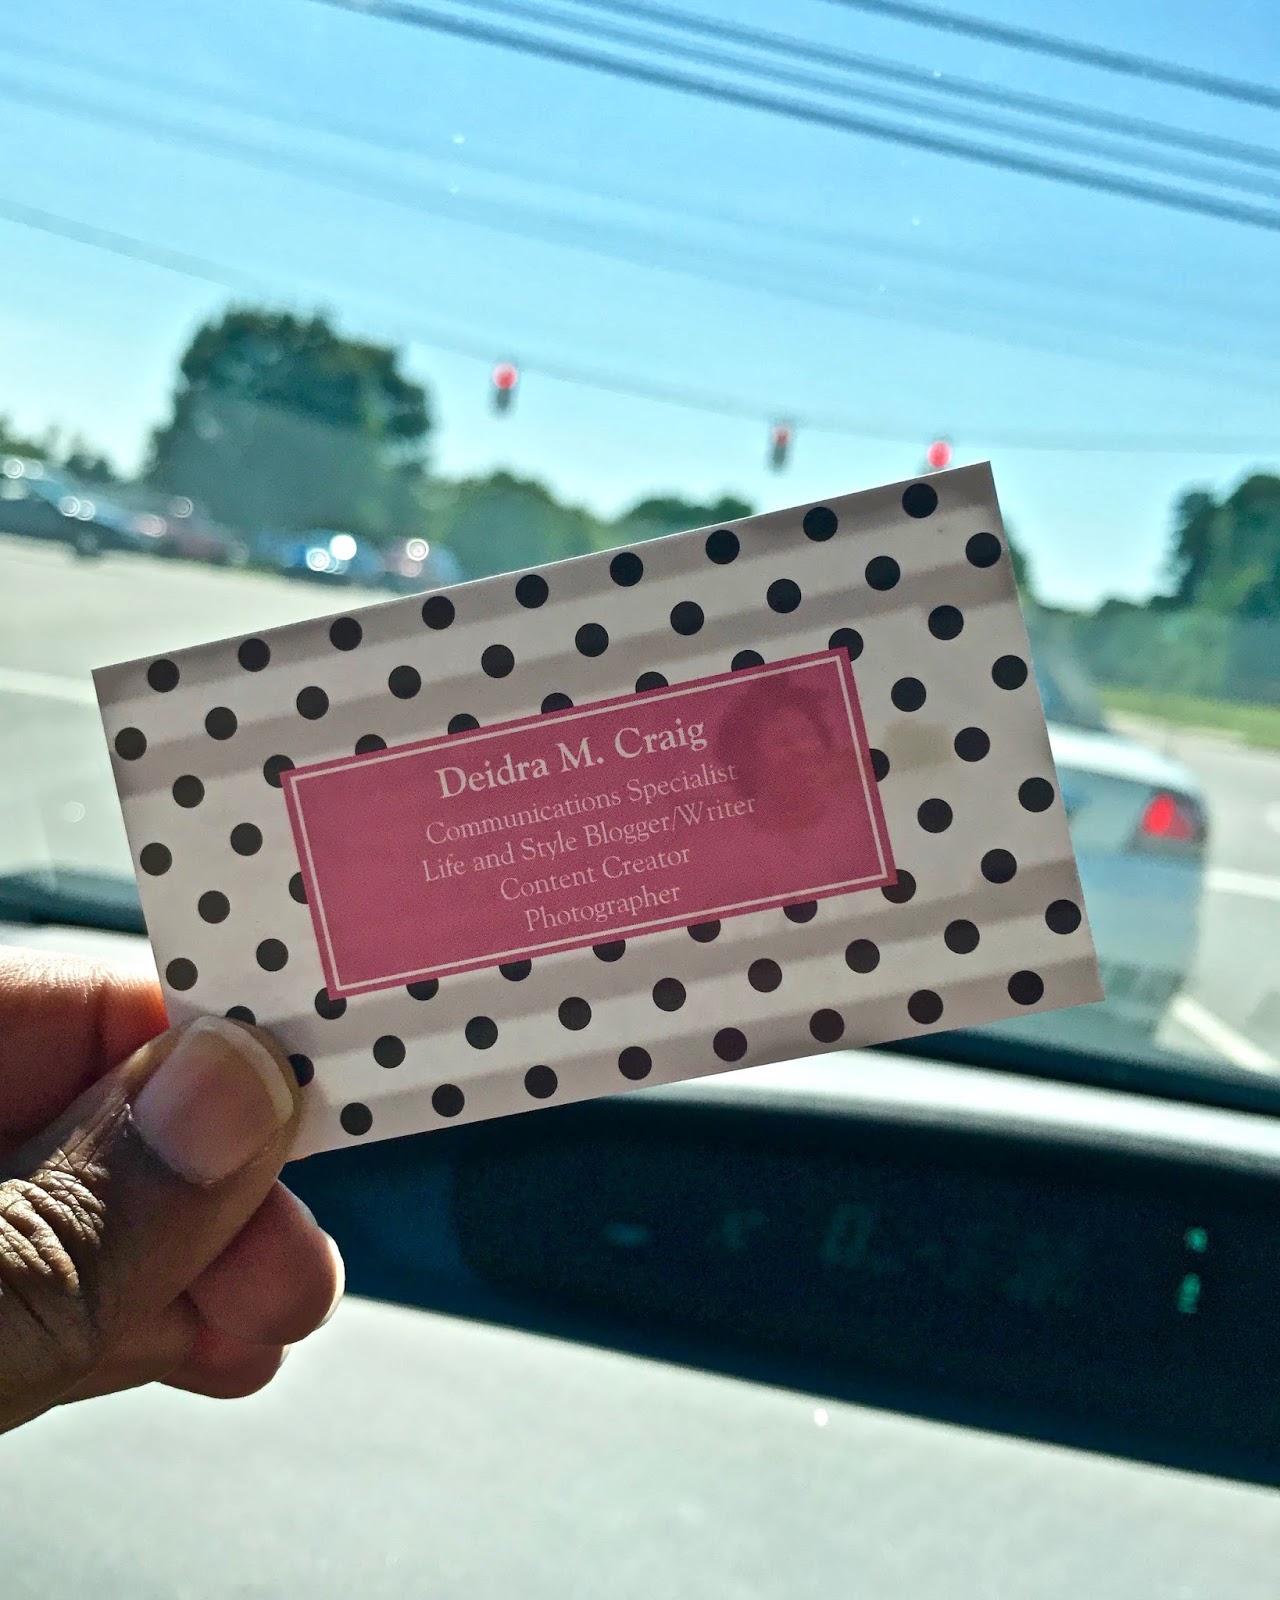 Deidra M. Craig
Communications Specialist
Life and Style Blogger/Writer
Content Creator
Photographer